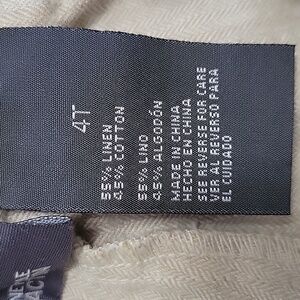 4T
55% LINEN
45% COTTON
55% LINO
45% ALGODÓN
MADE IN CHINA
HECHO EN CHINA
SEE REVERSE FOR CARE
VER AL REVERSO PARA
EL CUIDADO